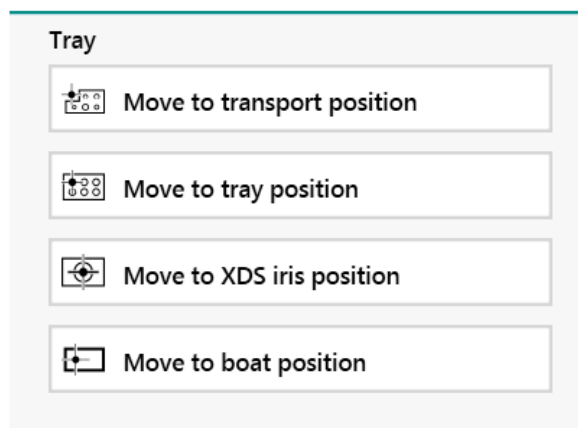 Tray
Move to transport position
Move to tray position
Move to XDS iris position
Move to boat position